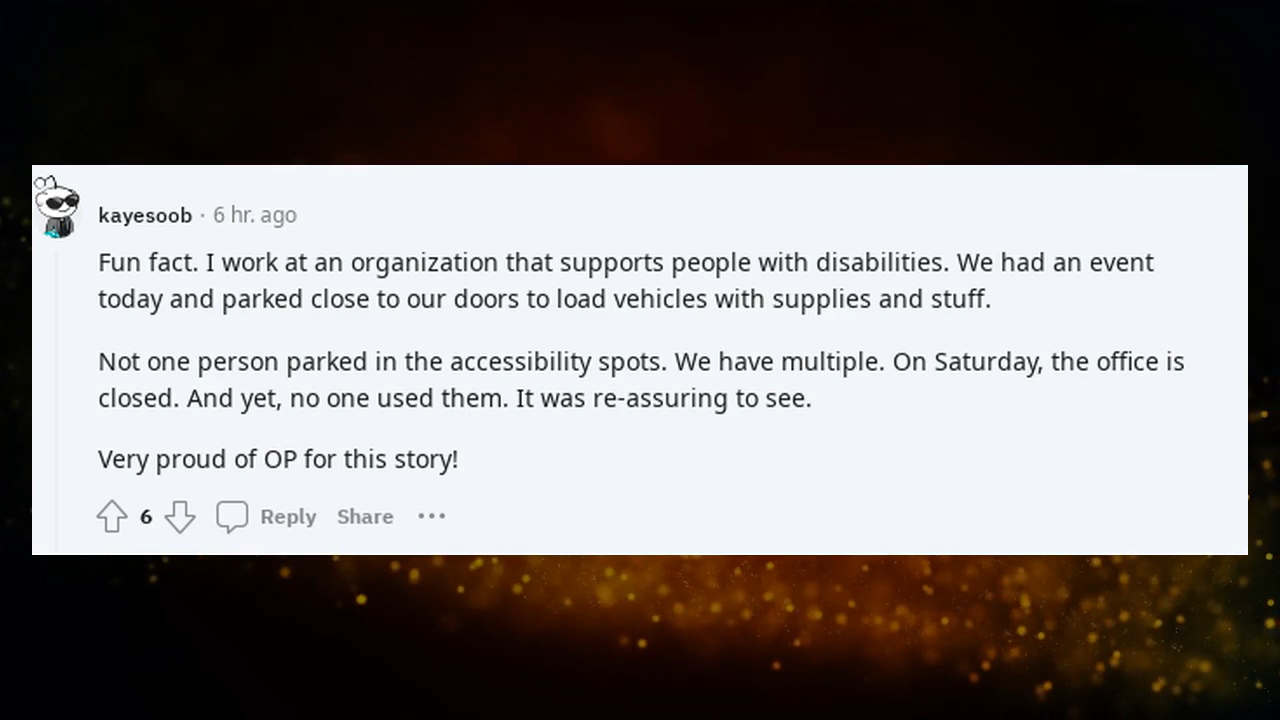 kayesoob · 6 hr. ago
Fun fact. I work at an organization that supports people with disabilities. We had an event
today and parked close to our doors to load vehicles with supplies and stuff.
Not one person parked in the accessibility spots. We have multiple. On Saturday, the office is
closed. And yet, no one used them. It was re-assuring to see.
Very proud of OP for this story!
6 Reply Share ···